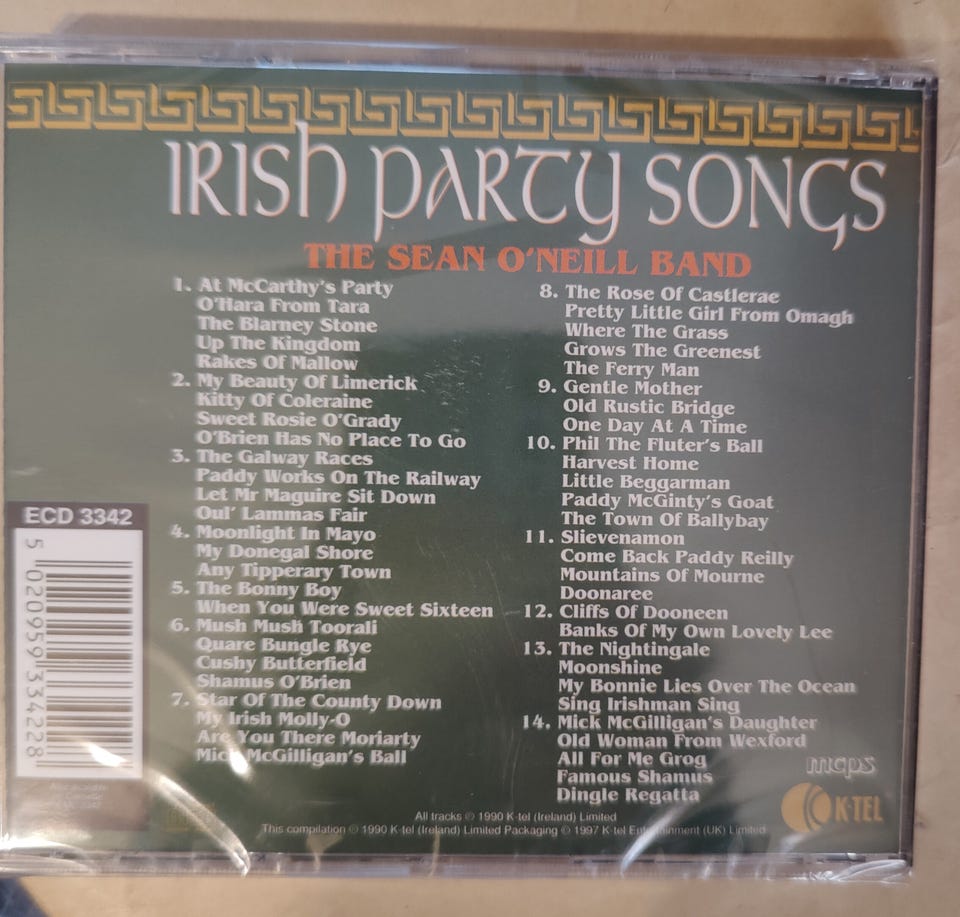 IRISH PARTY SONGS
THE SEAN O'NEILL BAND
1. At McCarthy's Party
O'Hara From Tara
The Blarney Stone
Up The Kingdom
Rakes Of Mallow
2. My Beauty Of Limerick
Kitty Of Coleraine
Sweet Rosie O'Grady
O'Brien Has No Place To Go
3. The Galway Races
Paddy Works On The Railway
Let Mr Maguire Sit Down
Oul' Lammas Fair
4. Moonlight In Mayo
My Donegal Shore
Any Tipperary Town
5. The Bonny Boy
When You Were Sweet Sixteen
6. Mush Mush Toorali
Quare Bungle Rye
Cushy Butterfield
Shamus O'Brien
7. Star Of The County Down
My Irish Molly-O
Are You There Moriarty
Mick McGilligan's Ball
8. The Rose Of Castlerae
Pretty Little Girl From Omagh
Where The Grass
Grows The Greenest
The Ferry Man
9. Gentle Mother
Old Rustic Bridge
One Day At A Time
10. Phil The Fluter's Ball
Harvest Home
Little Beggarman
Paddy McGinty's Goat
The Town Of Ballybay
11. Slievenamon
Come Back Paddy Reilly
Mountains Of Mourne
Doonaree
12. Cliffs Of Dooneen
Banks Of My Own Lovely Lee
13. The Nightingale
Moonshine
My Bonnie Lies Over The Ocean
Sing Irishman Sing
14. Mick McGilligan's Daughter
Old Woman From Wexford
All For Me Grog
Famous Shamus
Dingle Regatta
ECD 3342
5 020959 334228
mcps
K-TEL
All tracks ℗ 1990 K-tel (Ireland) Limited
This compilation ℗ 1990 K-tel (Ireland) Limited Packaging © 1997 K-tel Entertainment (UK) Limited